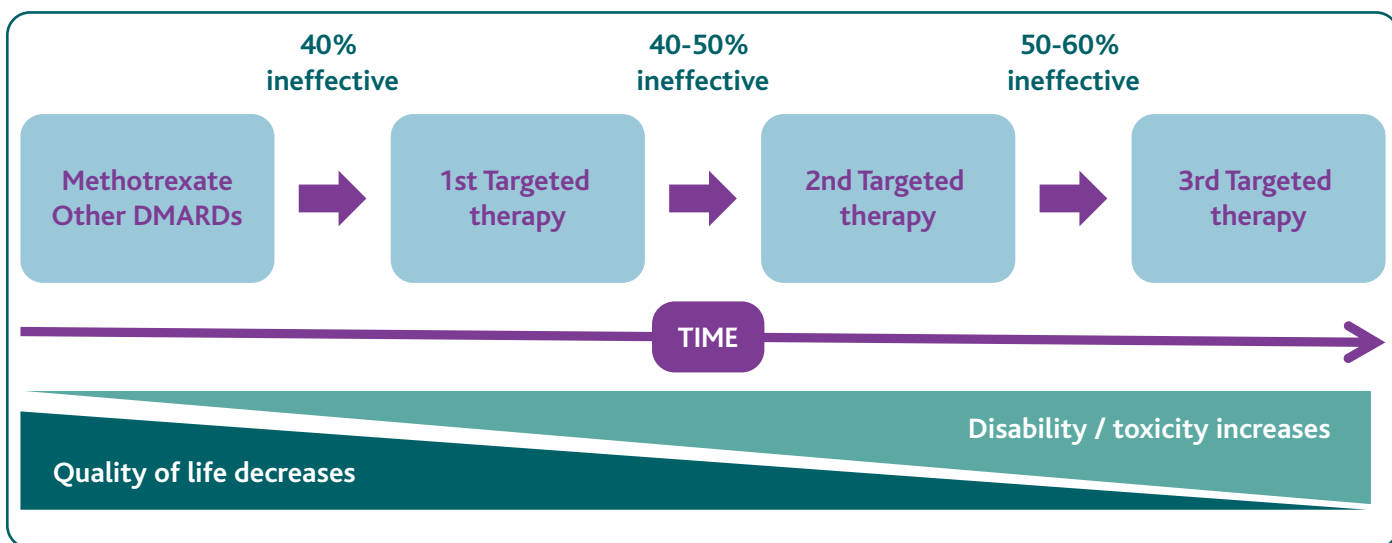 40%
ineffective
40-50%
ineffective
50-60%
ineffective
Methotrexate
Other DMARDs
1st Targeted
therapy
2nd Targeted
therapy
3rd Targeted
therapy
TIME
Disability / toxicity increases
Quality of life decreases